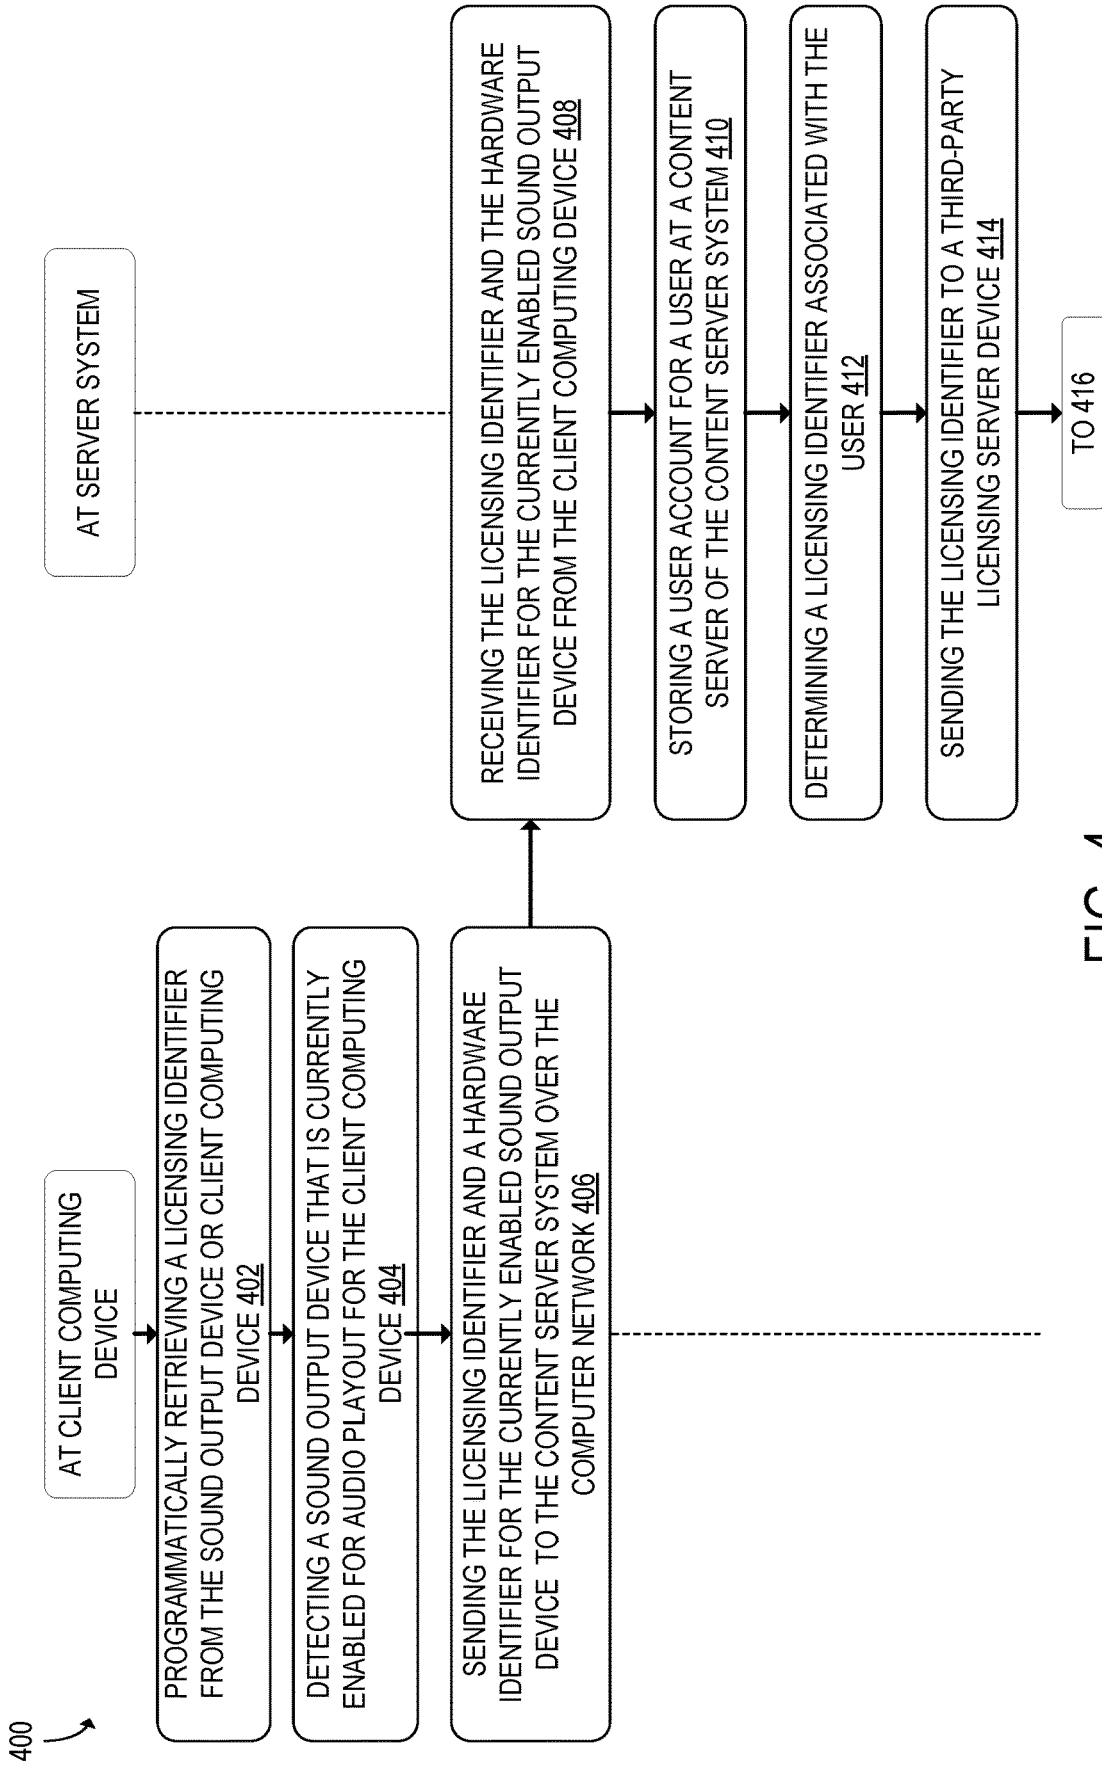 400
AT CLIENT COMPUTING
DEVICE
PROGRAMMATICALLY RETRIEVING A LICENSING IDENTIFIER
FROM THE SOUND OUTPUT DEVICE OR CLIENT COMPUTING
DEVICE 402
DETECTING A SOUND OUTPUT DEVICE THAT IS CURRENTLY
ENABLED FOR AUDIO PLAYOUT FOR THE CLIENT COMPUTING
DEVICE 404
SENDING THE LICENSING IDENTIFIER AND A HARDWARE
IDENTIFIER FOR THE CURRENTLY ENABLED SOUND OUTPUT
DEVICE TO THE CONTENT SERVER SYSTEM OVER THE
COMPUTER NETWORK 406
AT SERVER SYSTEM
RECEIVING THE LICENSING IDENTIFIER AND THE HARDWARE
IDENTIFIER FOR THE CURRENTLY ENABLED SOUND OUTPUT
DEVICE FROM THE CLIENT COMPUTING DEVICE 408
STORING A USER ACCOUNT FOR A USER AT A CONTENT
SERVER OF THE CONTENT SERVER SYSTEM 410
DETERMINING A LICENSING IDENTIFIER ASSOCIATED WITH THE
USER 412
SENDING THE LICENSING IDENTIFIER TO A THIRD-PARTY
LICENSING SERVER DEVICE 414
TO 416